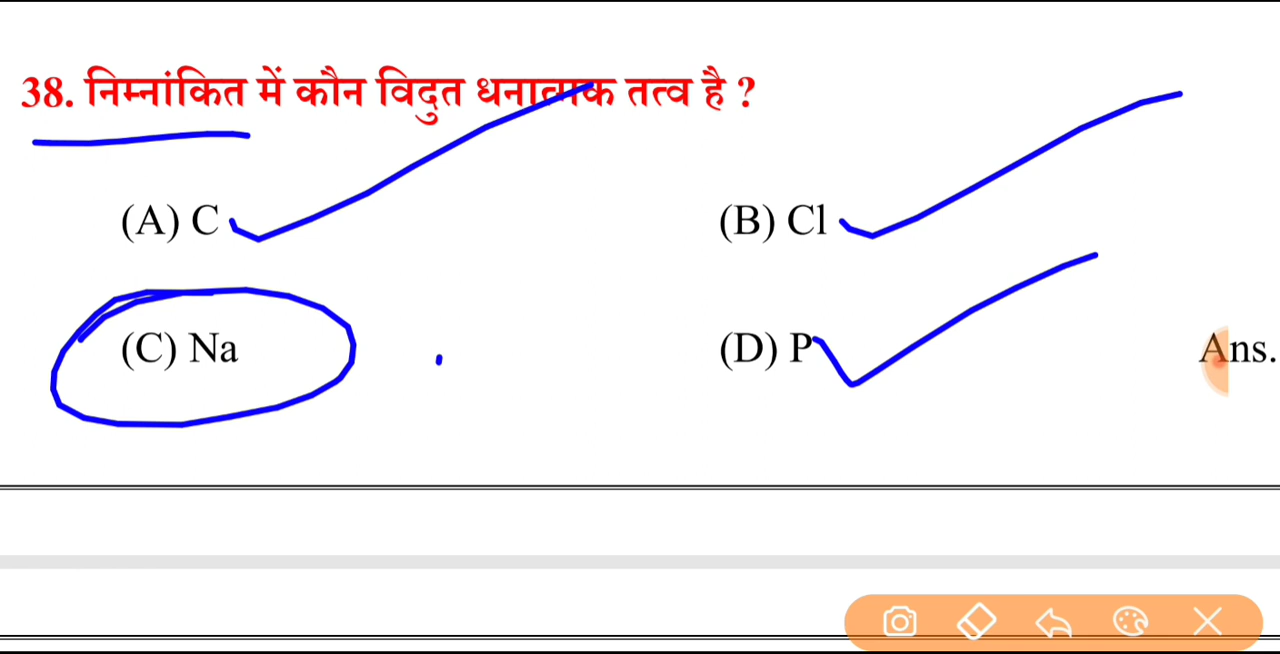 38. निम्नांकित में कौन विदुत धनात्मक तत्व है ?
(A) C (B) Cl
(C) Na (D) P Ans.